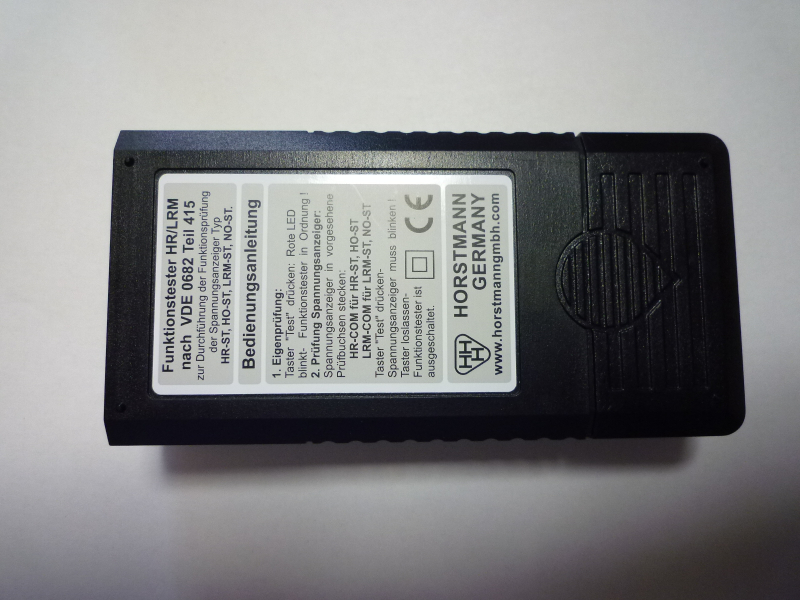 Funktionstester HR/LRM
nach VDE 0682 Teil 415
zur Durchführung der Funktionsprüfung
der Spannungsanzeiger Typ
HR-ST, HO-ST, LRM-ST, NO-ST.
Bedienungsanleitung
1. Eigenprüfung:
Taster "Test" drücken: Rote LED
blinkt- Funktionstester in Ordnung !
2. Prüfung Spannungsanzeiger:
Spannungsanzeiger in vorgesehene
Prüfbuchsen stecken:
HR-COM für HR-ST, HO-ST
LRM-COM für LRM-ST, NO-ST
Taster "Test" drücken-
Spannungsanzeiger muss blinken !
Taster loslassen-
Funktionstester ist
ausgeschaltet.
CE
HHH
HORSTMANN
GERMANY
www.horstmanngmbh.com